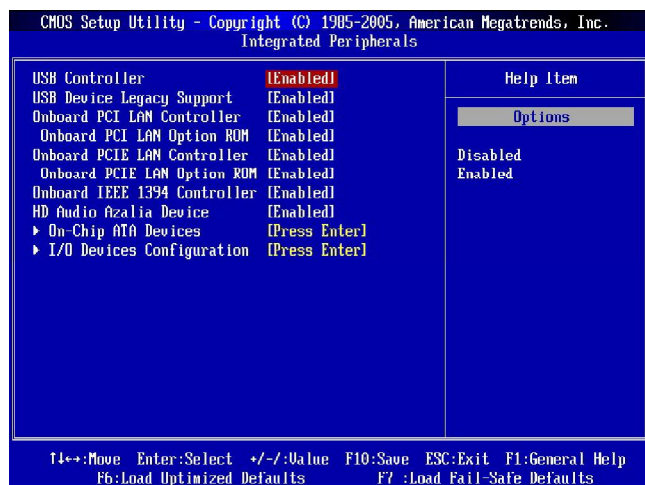 CMOS Setup Utility - Copyright (C) 1985-2005, American Megatrends, Inc.
Integrated Peripherals
USB Controller [Enabled]
USB Device Legacy Support [Enabled]
Onboard PCI LAN Controller [Enabled]
Onboard PCI LAN Option ROM [Enabled]
Onboard PCIE LAN Controller [Enabled]
Onboard PCIE LAN Option ROM [Enabled]
Onboard IEEE 1394 Controller [Enabled]
HD Audio Azalia Device [Enabled]
▶ On-Chip ATA Devices [Press Enter]
▶ I/O Devices Configuration [Press Enter]
Help Item
Options
Disabled
Enabled
↑↓←→:Move Enter:Select +/-/:Value F10:Save ESC:Exit F1:General Help
F6:Load Optimized Defaults F7 :Load Fail-Safe Defaults